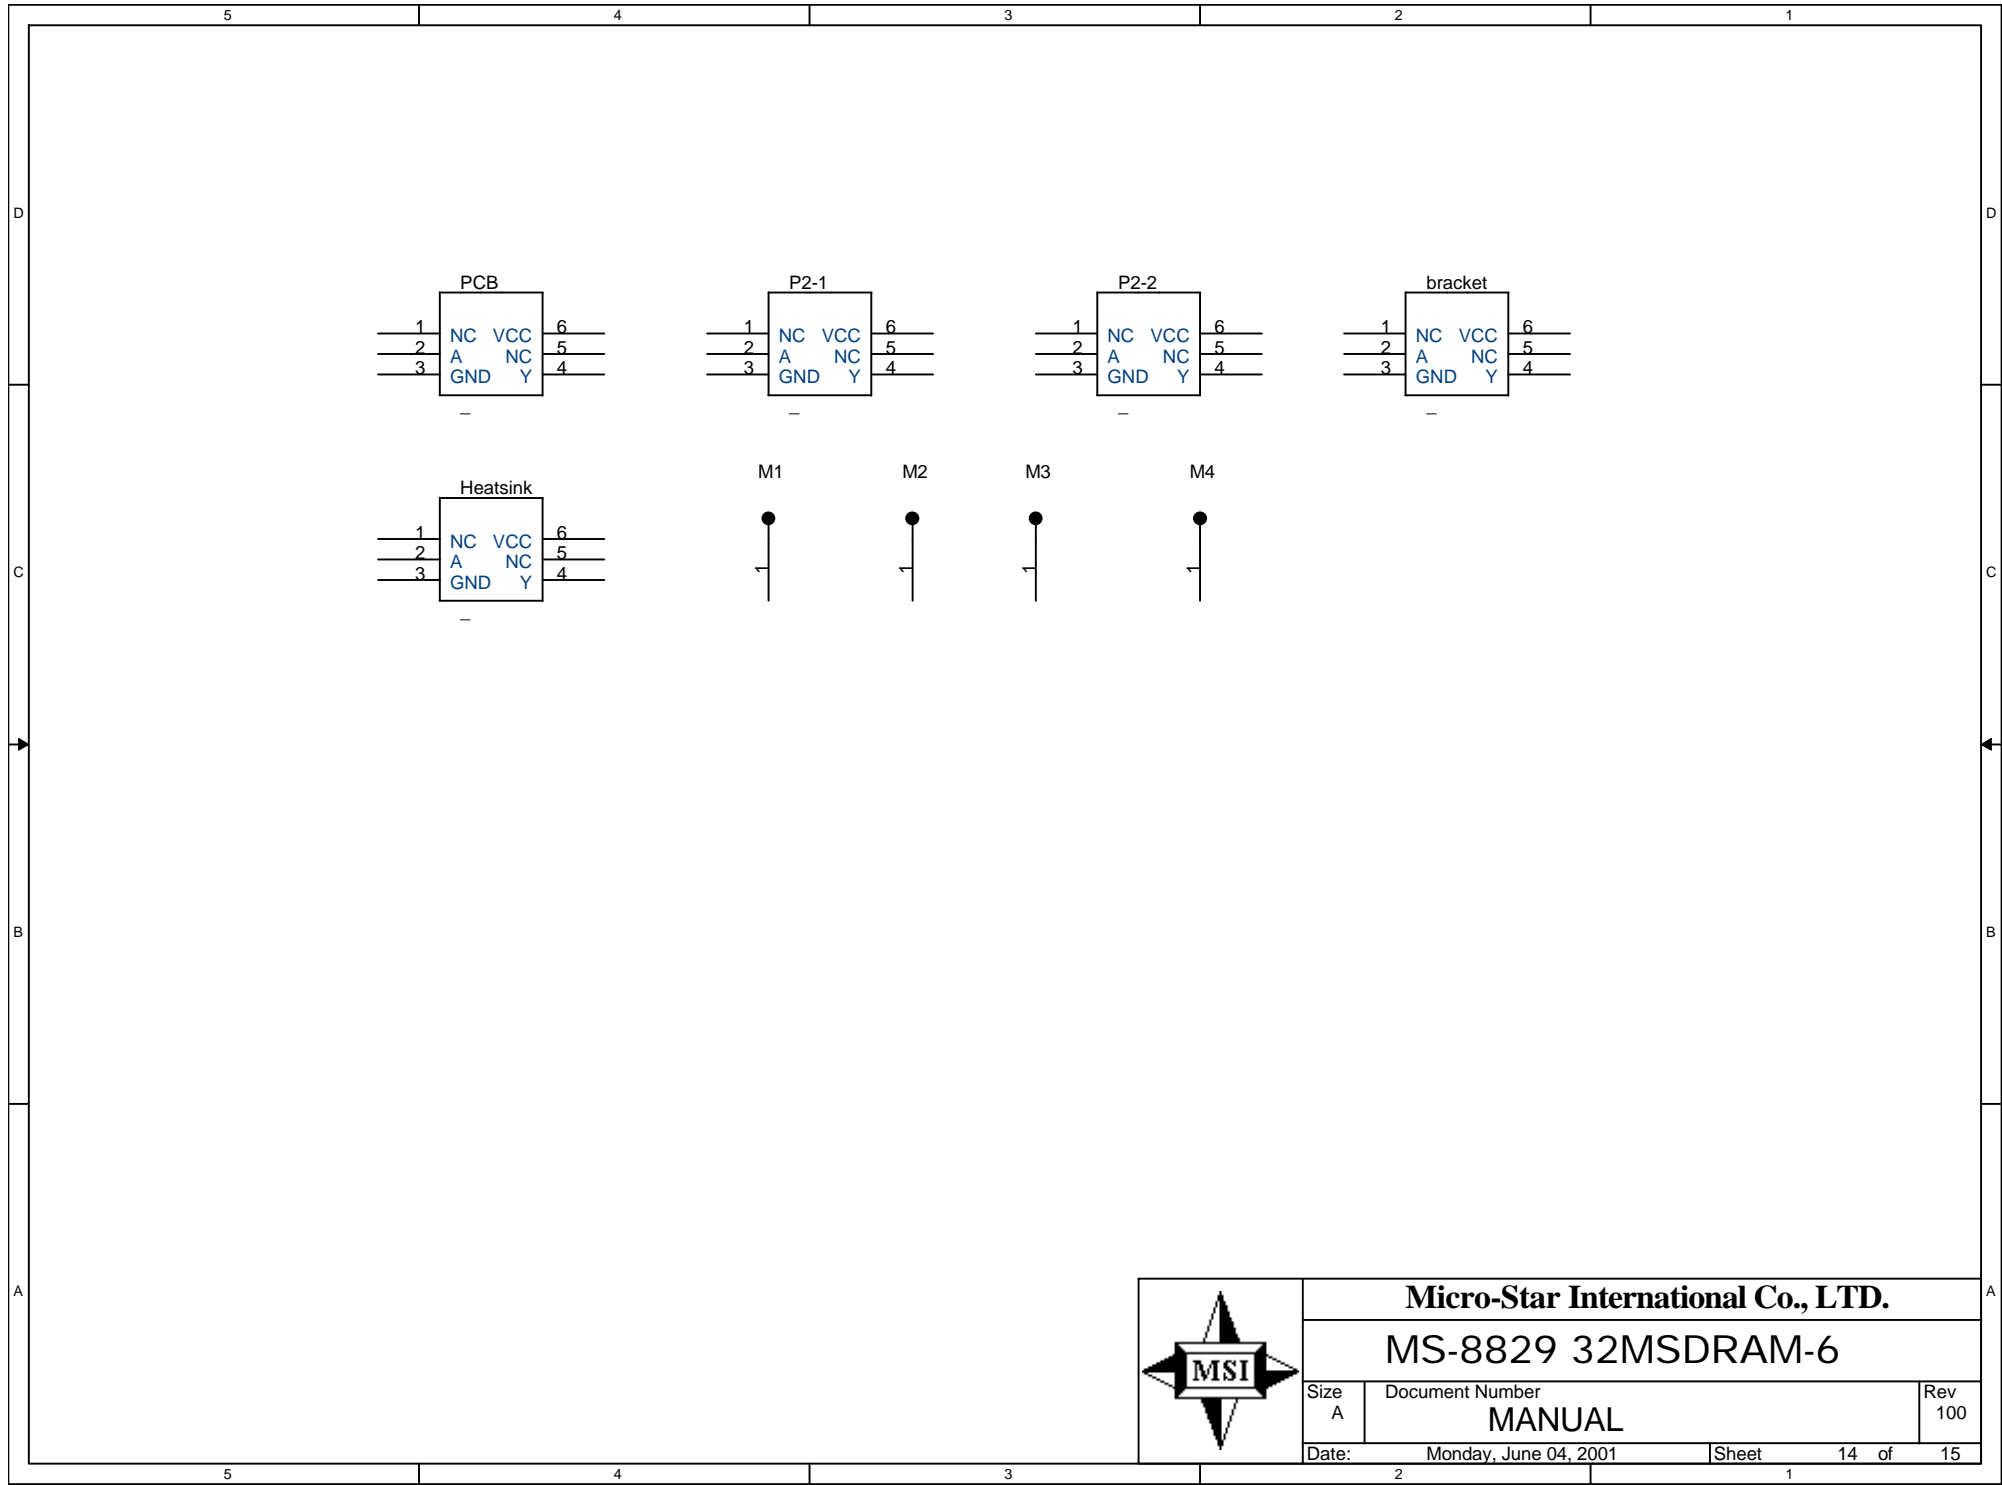 5 4 3 2 1
D D
PCB P2-1 P2-2 bracket
1 NC VCC 6 1 NC VCC 6 1 NC VCC 6 1 NC VCC 6
2 A NC 5 2 A NC 5 2 A NC 5 2 A NC 5
3 GND Y 4 3 GND Y 4 3 GND Y 4 3 GND Y 4
_ _ _ _
M1 M2 M3 M4
Heatsink
1 NC VCC 6
2 A NC 5
3 GND Y 4
1 1 1 1
C C
_
B B
A A
MSI
Micro-Star International Co., LTD.
MS-8829 32MSDRAM-6
Size Document Number Rev
A MANUAL 100
Date: Monday, June 04, 2001 Sheet 14 of 15
5 4 3 2 1